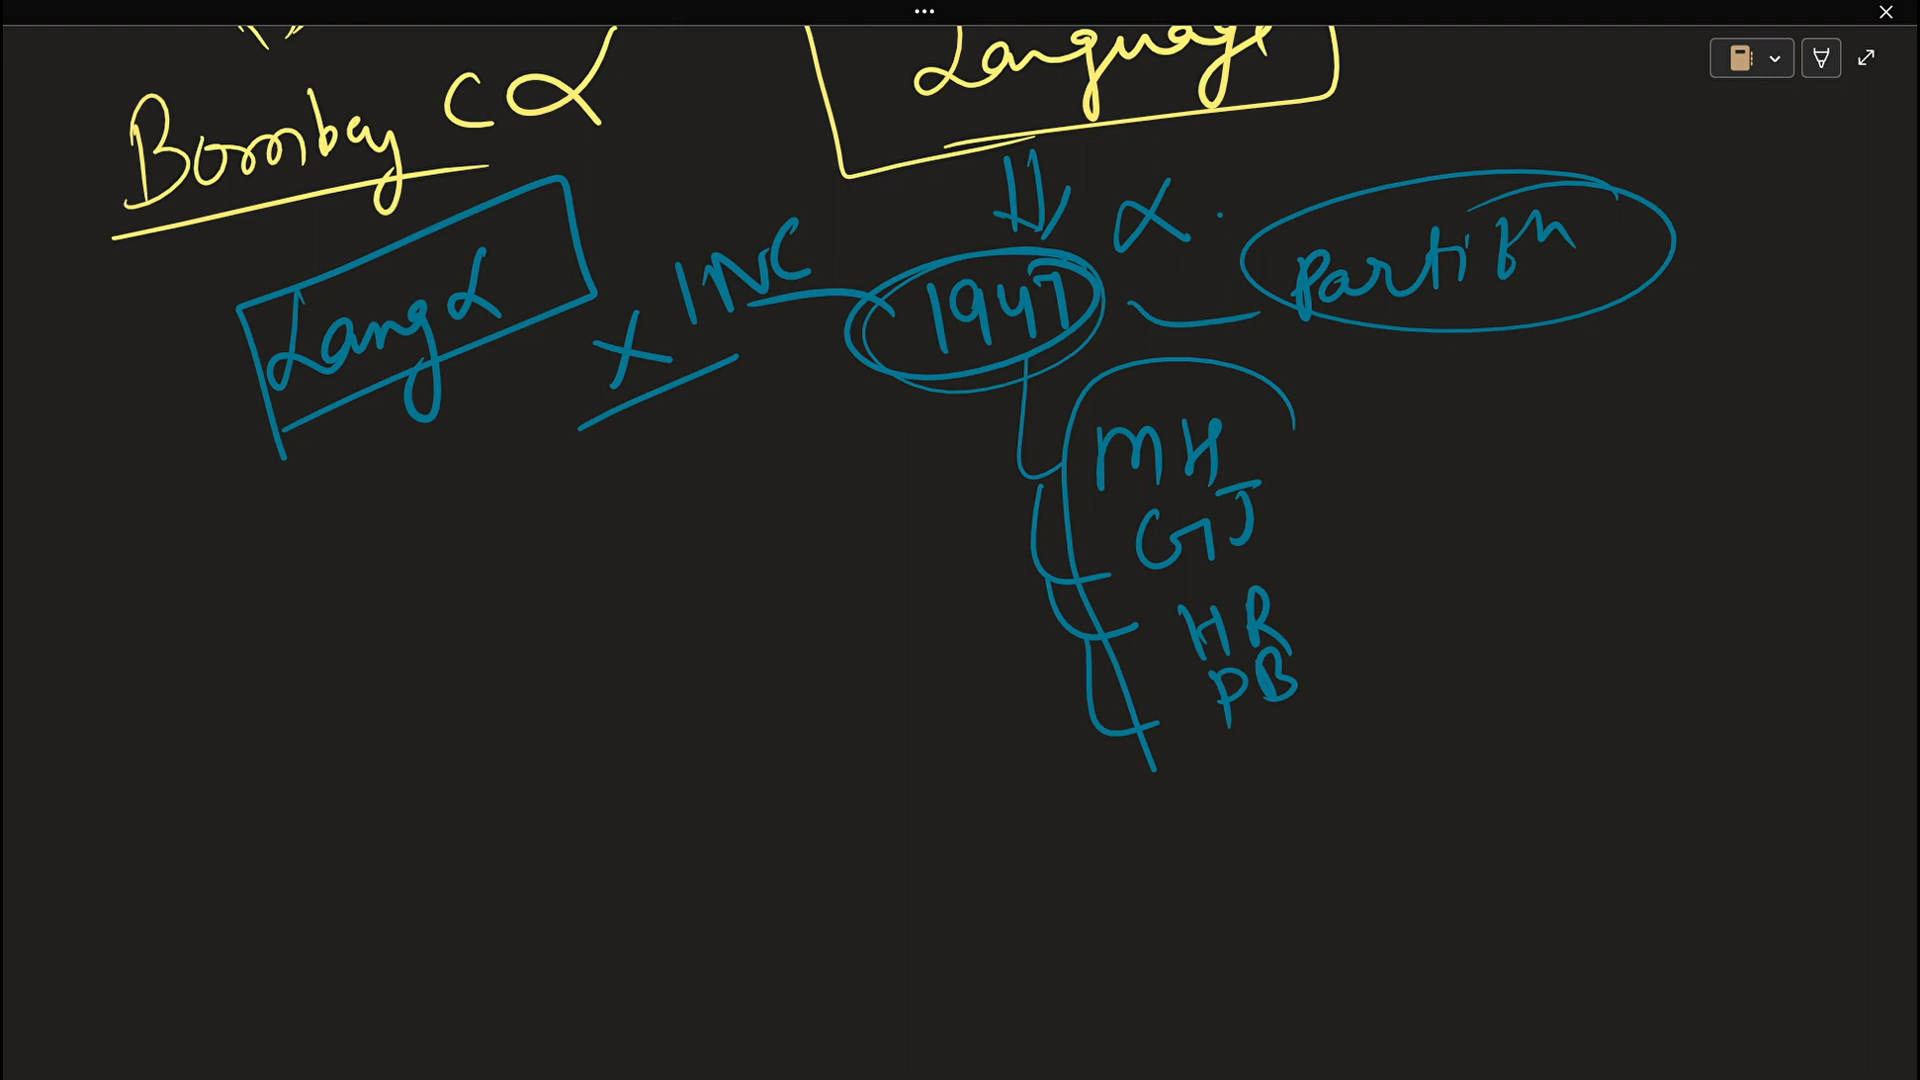 Language
Bombay
Lang
X INC
1947
Partition
MH
GJ
HR
PB